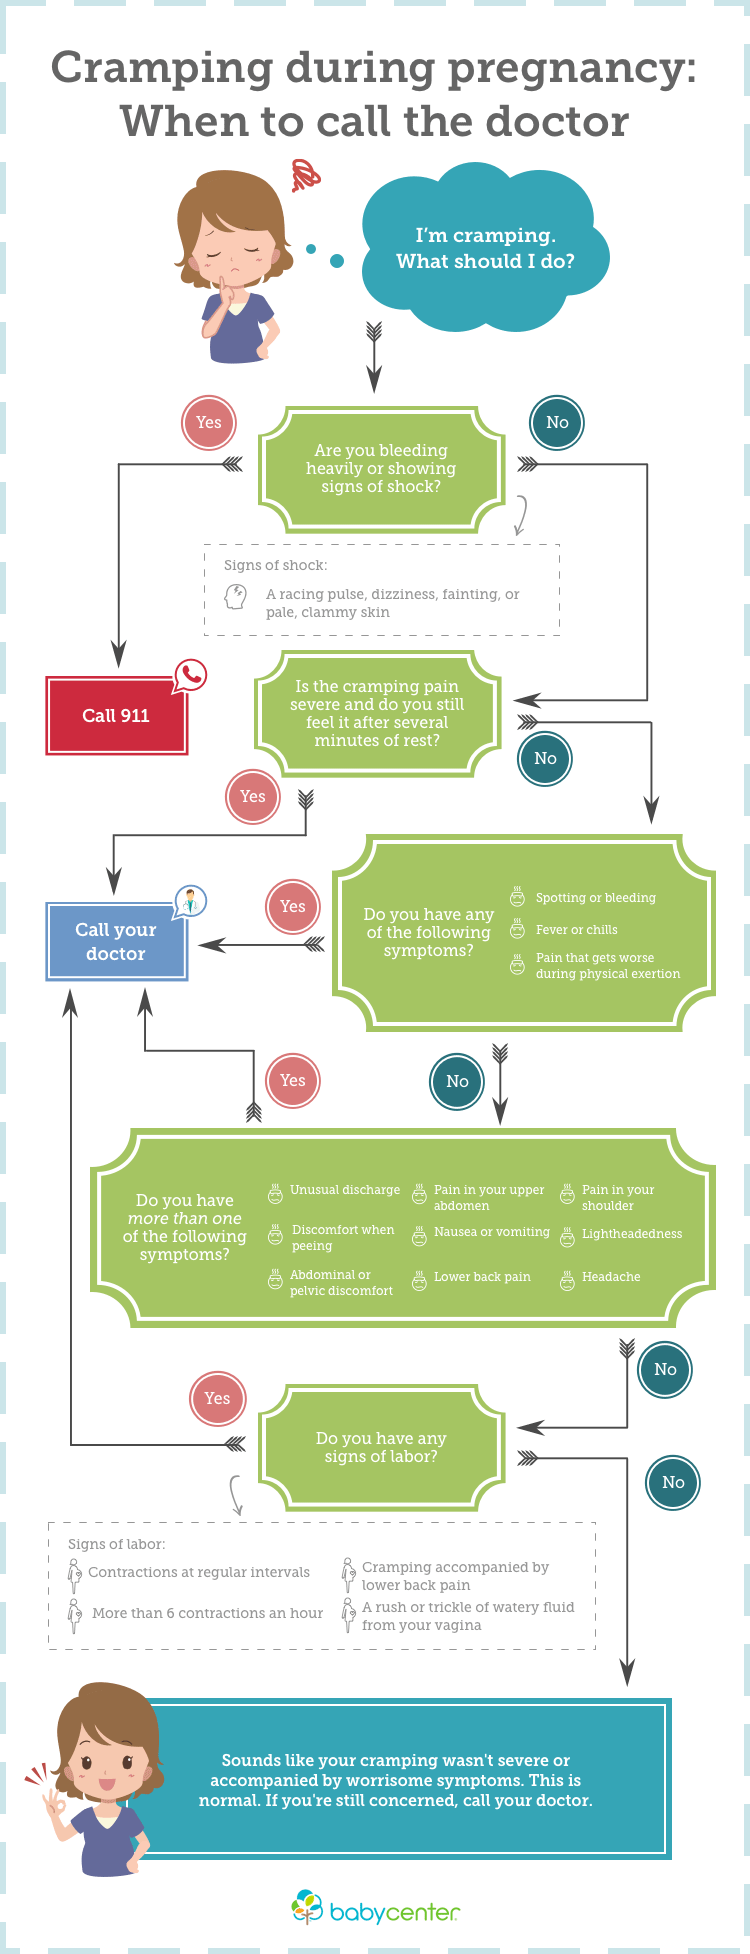 Cramping during pregnancy:
When to call the doctor
I'm cramping.
What should I do?
Yes
No
Are you bleeding
heavily or showing
signs of shock?
Signs of shock:
A racing pulse, dizziness, fainting, or
pale, clammy skin
Call 911
Is the cramping pain
severe and do you still
feel it after several
minutes of rest?
No
Yes
Call your
doctor
Yes
Do you have any
of the following
symptoms?
Spotting or bleeding
Fever or chills
Pain that gets worse
during physical exertion
Yes
No
Do you have
more than one
of the following
symptoms?
Unusual discharge
Discomfort when
peeing
Abdominal or
pelvic discomfort
Pain in your upper
abdomen
Nausea or vomiting
Lower back pain
Pain in your
shoulder
Lightheadedness
Headache
No
Yes
Do you have any
signs of labor?
No
Signs of labor:
Contractions at regular intervals
More than 6 contractions an hour
Cramping accompanied by
lower back pain
A rush or trickle of watery fluid
from your vagina
Sounds like your cramping wasn't severe or
accompanied by worrisome symptoms. This is
normal. If you're still concerned, call your doctor.
babycenter